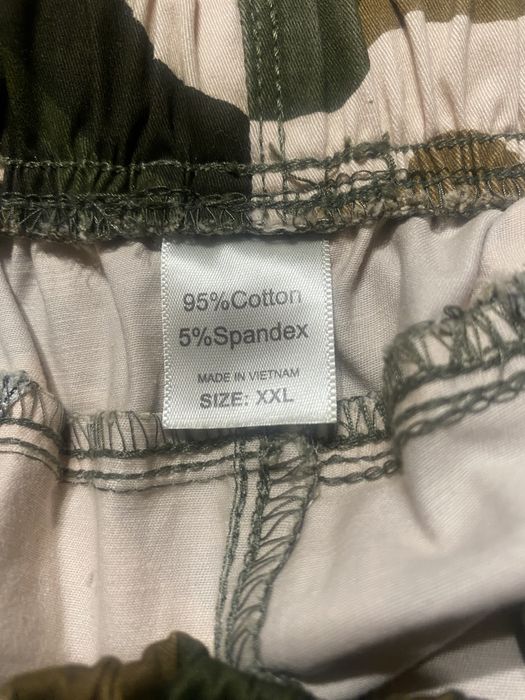 95%Cotton
5%Spandex
MADE IN VIETNAM
SIZE: XXL